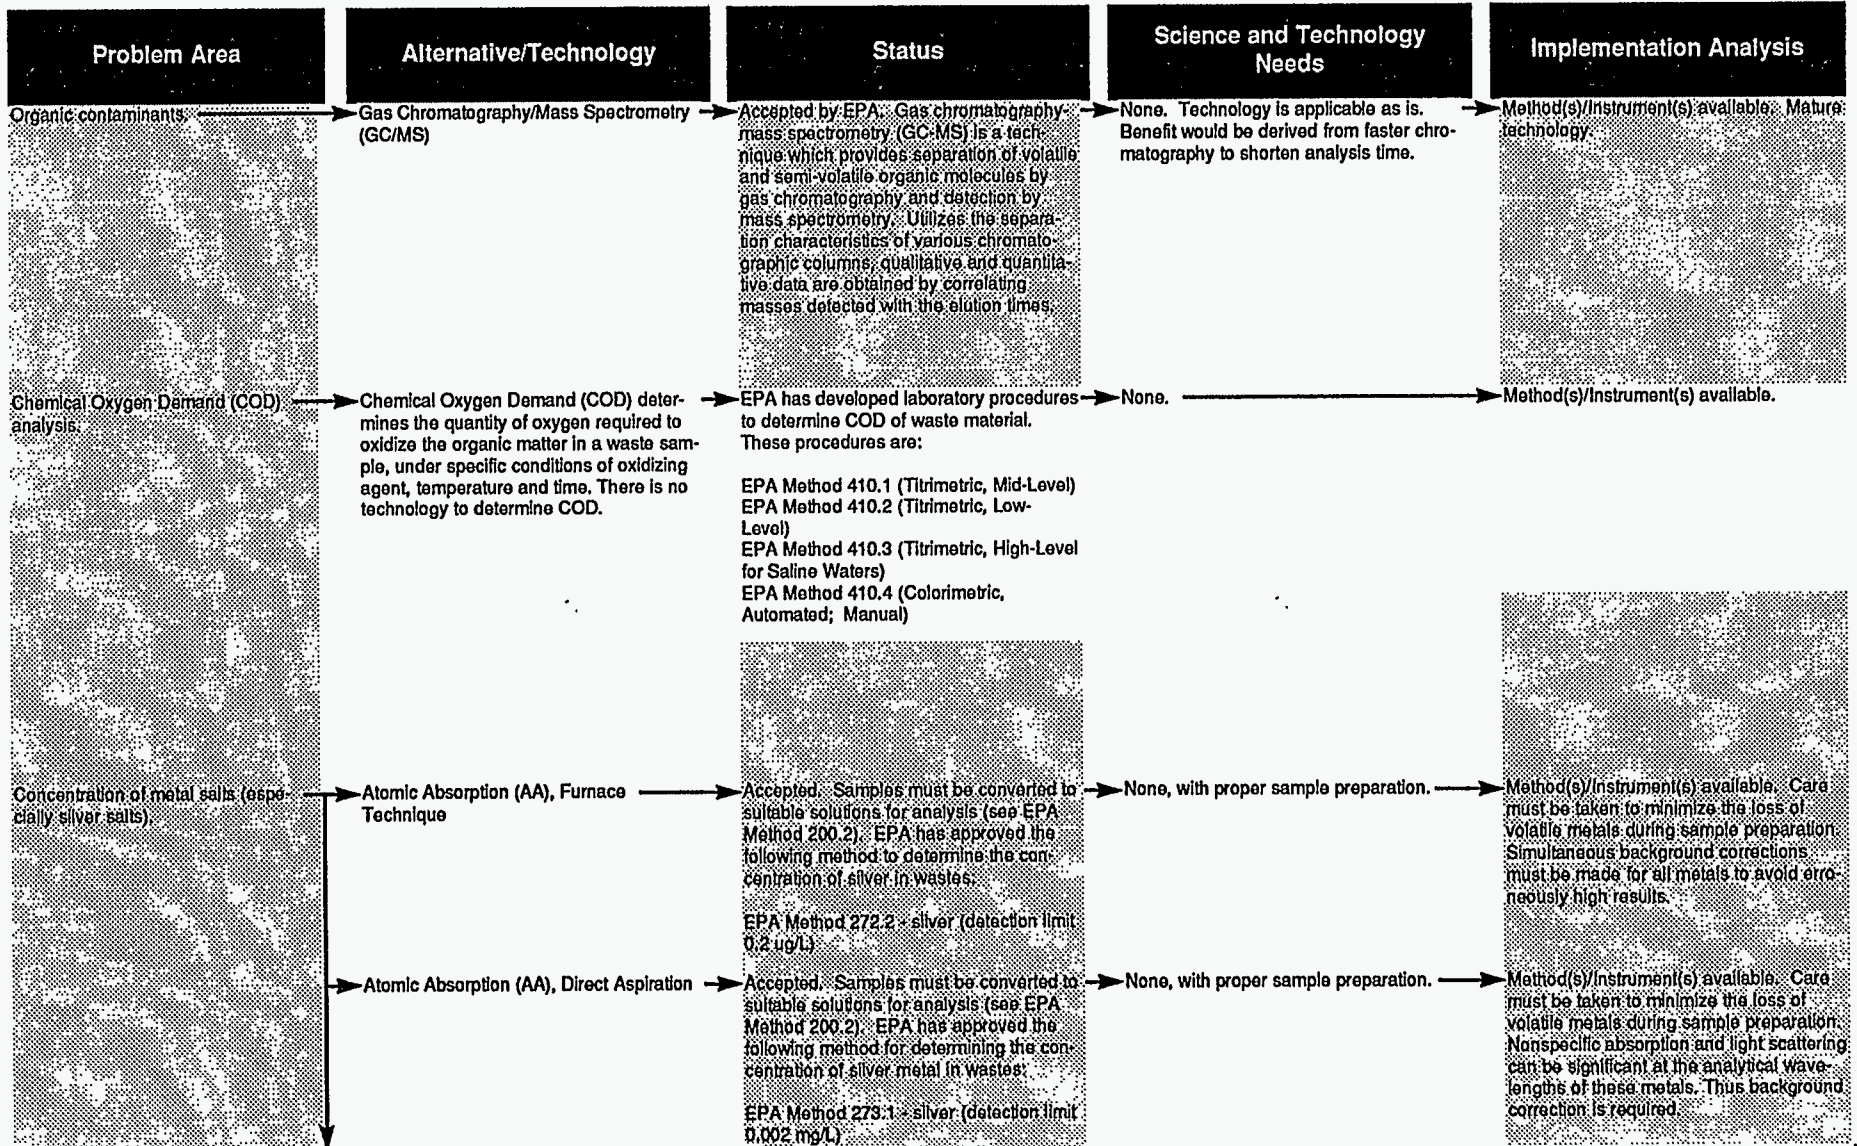 Problem Area
Alternative/Technology
Status
Science and Technology
Needs
Implementation Analysis
Organic contaminants.
Gas Chromatography/Mass Spectrometry
(GC/MS)
Accepted by EPA. Gas chromatography-
mass spectrometry (GC-MS) is a tech-
nique which provides separation of volatile
and semi-volatile organic molecules by
gas chromatography and detection by
mass spectrometry. Utilizes the separa-
tion characteristics of various chromato-
graphic columns, qualitative and quantita-
tive data are obtained by correlating
masses detected with the elution times.
None. Technology is applicable as is.
Benefit would be derived from faster chro-
matography to shorten analysis time.
Method(s)/Instrument(s) available. Mature
technology.
Chemical Oxygen Demand (COD)
analysis.
Chemical Oxygen Demand (COD) deter-
mines the quantity of oxygen required to
oxidize the organic matter in a waste sam-
ple, under specific conditions of oxidizing
agent, temperature and time. There is no
technology to determine COD.
EPA has developed laboratory procedures
to determine COD of waste material.
These procedures are:
EPA Method 410.1 (Titrimetric, Mid-Level)
EPA Method 410.2 (Titrimetric, Low-
Level)
EPA Method 410.3 (Titrimetric, High-Level
for Saline Waters)
EPA Method 410.4 (Colorimetric,
Automated; Manual)
None.
Method(s)/Instrument(s) available.
Concentration of metal salts (espe-
cially silver salts).
Atomic Absorption (AA), Furnace
Technique
Accepted. Samples must be converted to
suitable solutions for analysis (see EPA
Method 200.2). EPA has approved the
following method to determine the con-
centration of silver in wastes:
EPA Method 272.2 - silver (detection limit
0.2 ug/L)
None, with proper sample preparation.
Method(s)/Instrument(s) available. Care
must be taken to minimize the loss of
volatile metals during sample preparation.
Simultaneous background corrections
must be made for all metals to avoid erro-
neously high results.
Atomic Absorption (AA), Direct Aspiration
Accepted. Samples must be converted to
suitable solutions for analysis (see EPA
Method 200.2). EPA has approved the
following method for determining the con-
centration of silver metal in wastes:
EPA Method 273.1 - silver (detection limit
0.002 mg/L)
None, with proper sample preparation.
Method(s)/Instrument(s) available. Care
must be taken to minimize the loss of
volatile metals during sample preparation.
Nonspecific absorption and light scattering
can be significant at the analytical wave-
lengths of these metals. Thus background
correction is required.